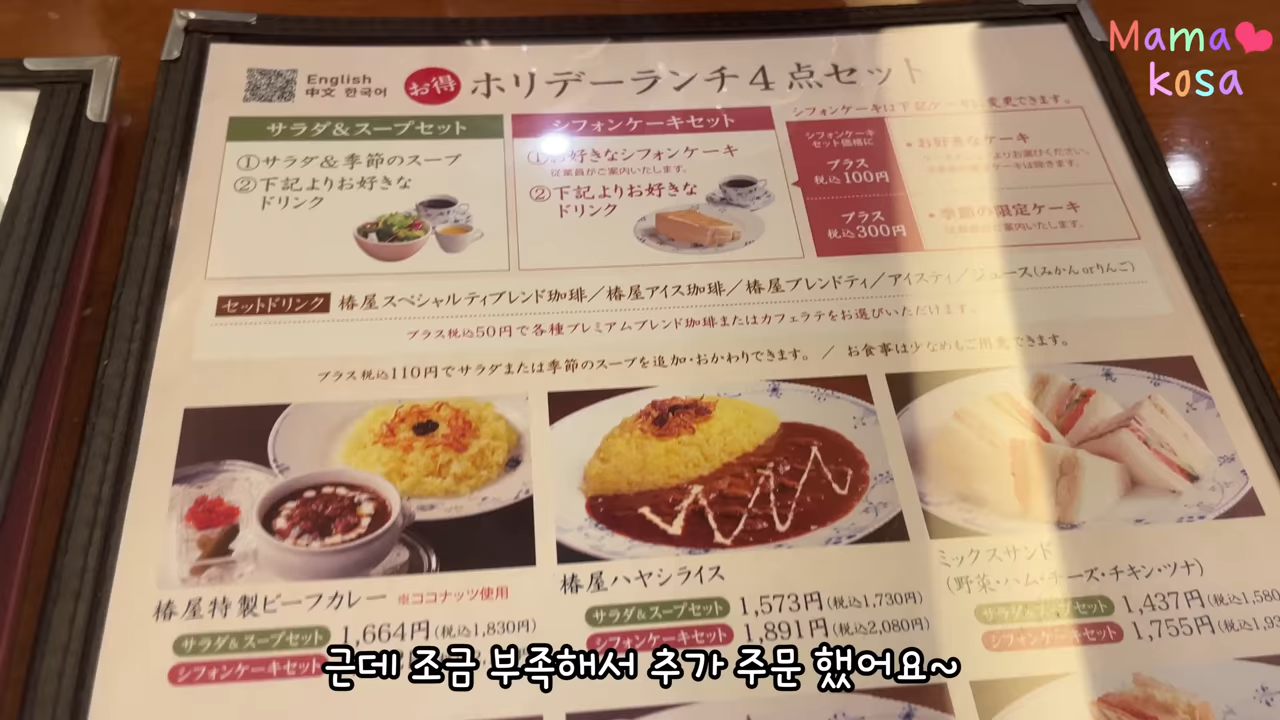 Mama
kosa
English
中文 한국어
お得 ホリデーランチ4点セット
シフォンケーキは下記ケーキに変更できます。
サラダ&スープセット
①サラダ&季節のスープ
②下記よりお好きな
ドリンク
シフォンケーキセット
①お好きなシフォンケーキ
従業員がご案内いたします。
②下記よりお好きな
ドリンク
シフォンケーキ
セット価格に
プラス
税込100円
・お好きなケーキ
プラス
税込300円
・季節の限定ケーキ
セットドリンク 椿屋スペシャルティブレンド珈琲/椿屋アイス珈琲/椿屋ブレンドティ/アイスティ/ジュース(みかんorりんご)
プラス税込50円で各種プレミアムブレンド珈琲またはカフェラテをお選びいただけます。
プラス税込110円でサラダまたは季節のスープを追加・おかわりできます。 / お食事は少なめもご用意できます。
椿屋特製ビーフカレー ※ココナッツ使用
サラダ&スープセット 1,664円(税込1,830円)
シフォンケーキセット
椿屋ハヤシライス
サラダ&スープセット 1,573円(税込1,730円)
シフォンケーキセット 1,891円(税込2,080円)
ミックスサンド
(野菜・ハム・チーズ・チキン・ツナ)
サラダ&スープセット 1,437円(税込1,580
シフォンケーキセット 1,755円(税込1,93
근데 조금 부족해서 추가 주문 했어요~